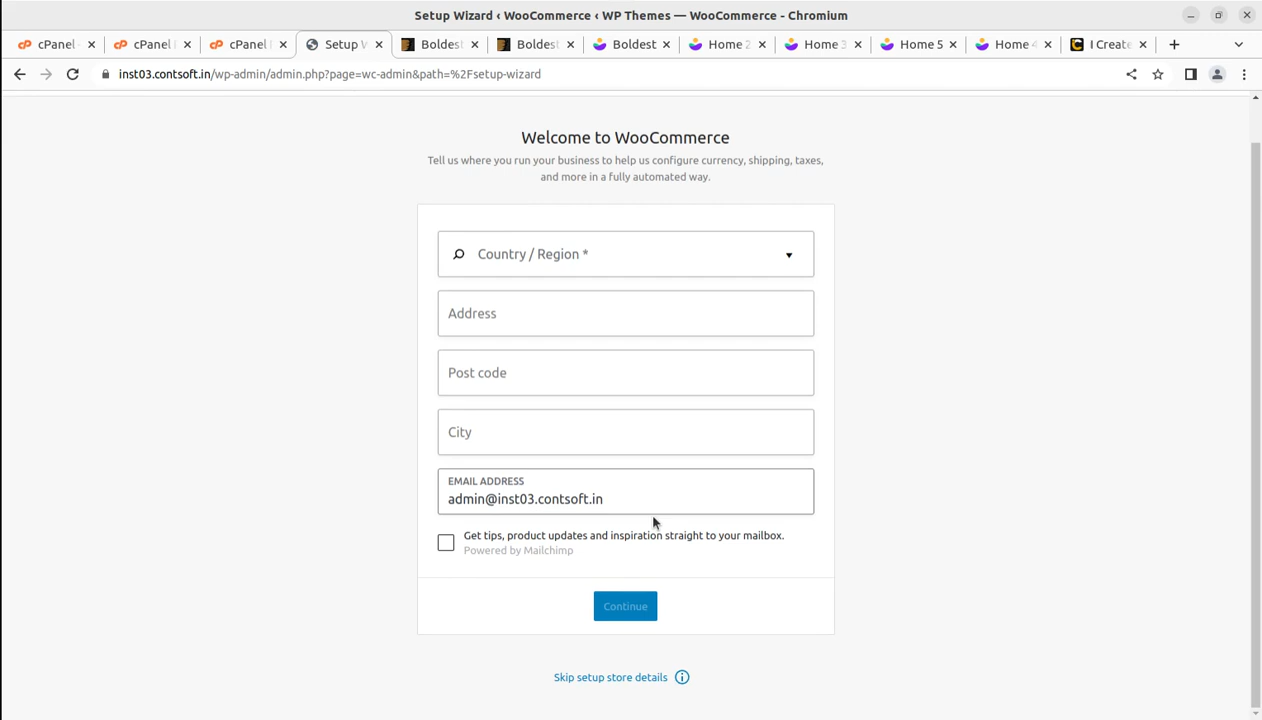 Setup Wizard ‹ WooCommerce ‹ WP Themes — WooCommerce - Chromium
cPanel - cPanel cPanel Setup W Boldest Boldest Boldest Home 2 Home 3 Home 5 Home 4 I Create
inst03.contsoft.in/wp-admin/admin.php?page=wc-admin&path=%2Fsetup-wizard
Welcome to WooCommerce
Tell us where you run your business to help us configure currency, shipping, taxes,
and more in a fully automated way.
Country / Region *
Address
Post code
City
EMAIL ADDRESS
admin@inst03.contsoft.in
Get tips, product updates and inspiration straight to your mailbox.
Powered by Mailchimp
Continue
Skip setup store details